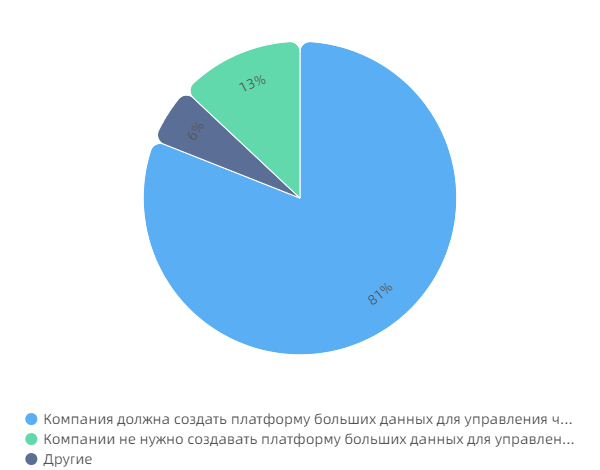 13%
6%
81%
Компания должна создать платформу больших данных для управления ч...
Компании не нужно создавать платформу больших данных для управлен...
Другие